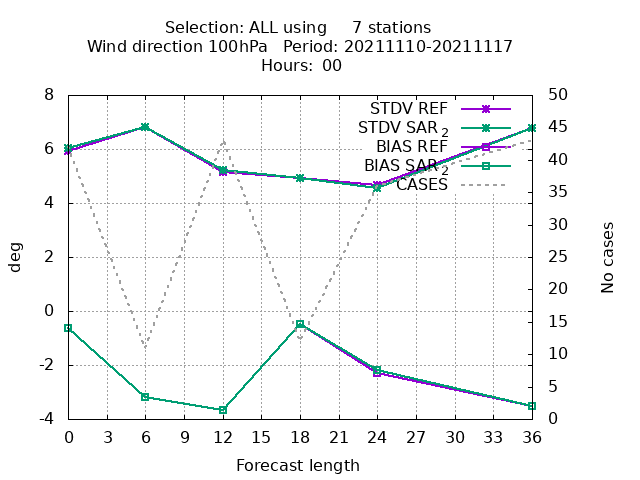 Selection: ALL using 7 stations
Wind direction 100hPa Period: 20211110-20211117
Hours: 00
8
6
4
2
0
-2
-4
deg
50
45
40
35
30
25
20
15
10
5
0
No cases
STDV REF
STDV SAR 2
BIAS REF
BIAS SAR 2
CASES
0 3 6 9 12 15 18 21 24 27 30 33 36
Forecast length